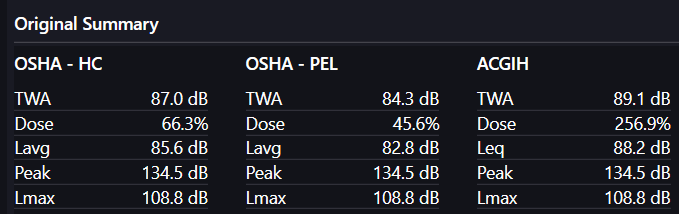 Original Summary
OSHA - HC OSHA - PEL ACGIH
TWA 87.0 dB TWA 84.3 dB TWA 89.1 dB
Dose 66.3% Dose 45.6% Dose 256.9%
Lavg 85.6 dB Lavg 82.8 dB Leq 88.2 dB
Peak 134.5 dB Peak 134.5 dB Peak 134.5 dB
Lmax 108.8 dB Lmax 108.8 dB Lmax 108.8 dB